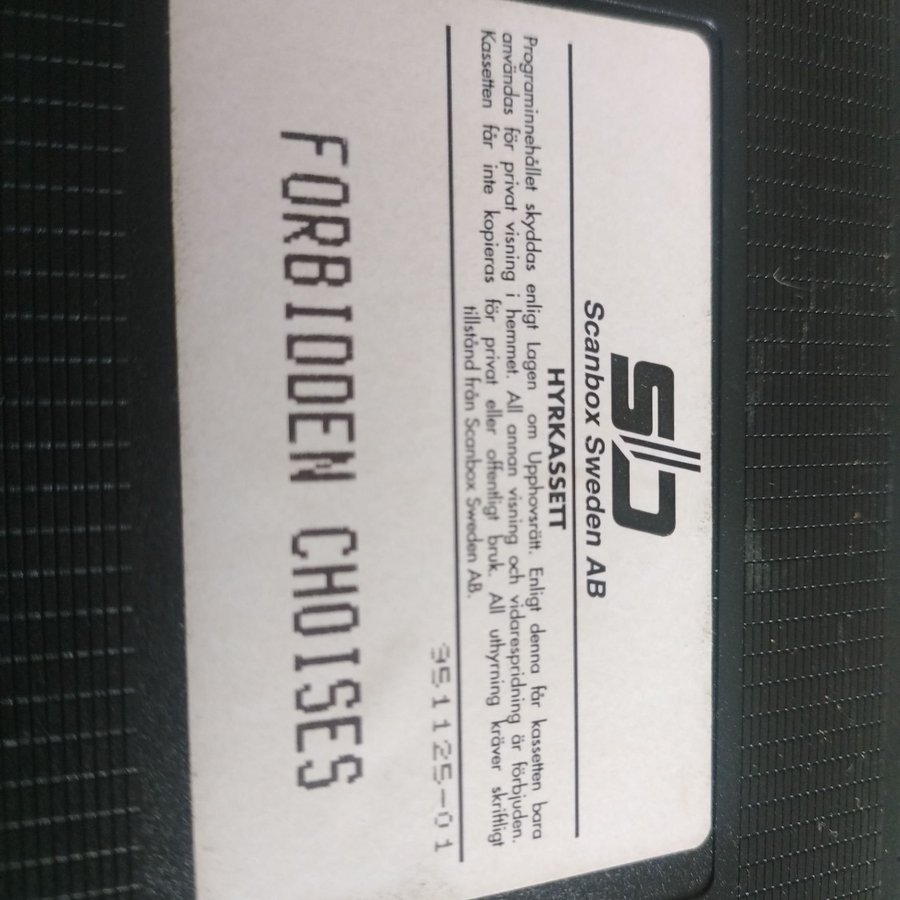 Scanbox Sweden AB
HYRKASSETT
Programinnehållet skyddas enligt Lagen om Upphovsrätt. Enligt denna får kassetten bara
användas för privat visning i hemmet. All annan visning och vidarespridning är förbjuden.
Kassetten får inte kopieras för privat eller offentligt bruk. All uthyrning kräver skriftligt
tillstånd från Scanbox Sweden AB.
951125-01
FORBIDDEN CHOISES